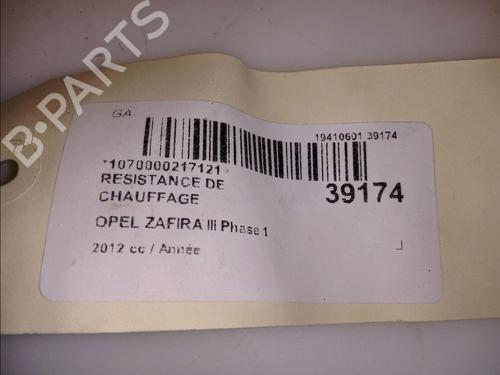 B-PARTS
GA
19410601 39174
*1070000217121*
39174
RESISTANCE DE
CHAUFFAGE
OPEL ZAFIRA III Phase 1
2012 cc / Année